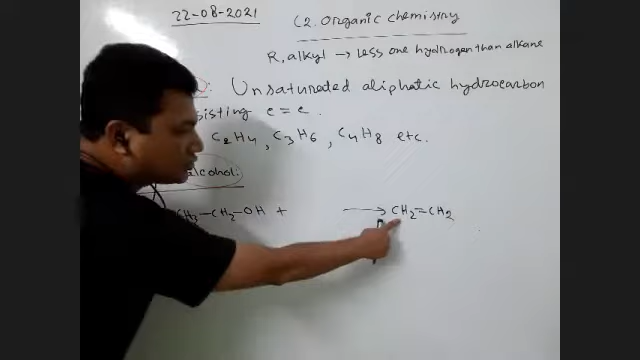 22-08-2021 C2. Organic chemistry
R, alkyl → Less one hydrogen than alkane
: Unsaturated aliphatic hydrocarbon
sisting c=c.
C2H4, C3H6, C4H8 etc.
alcohol:
CH3-CH2-OH + → CH2=CH2